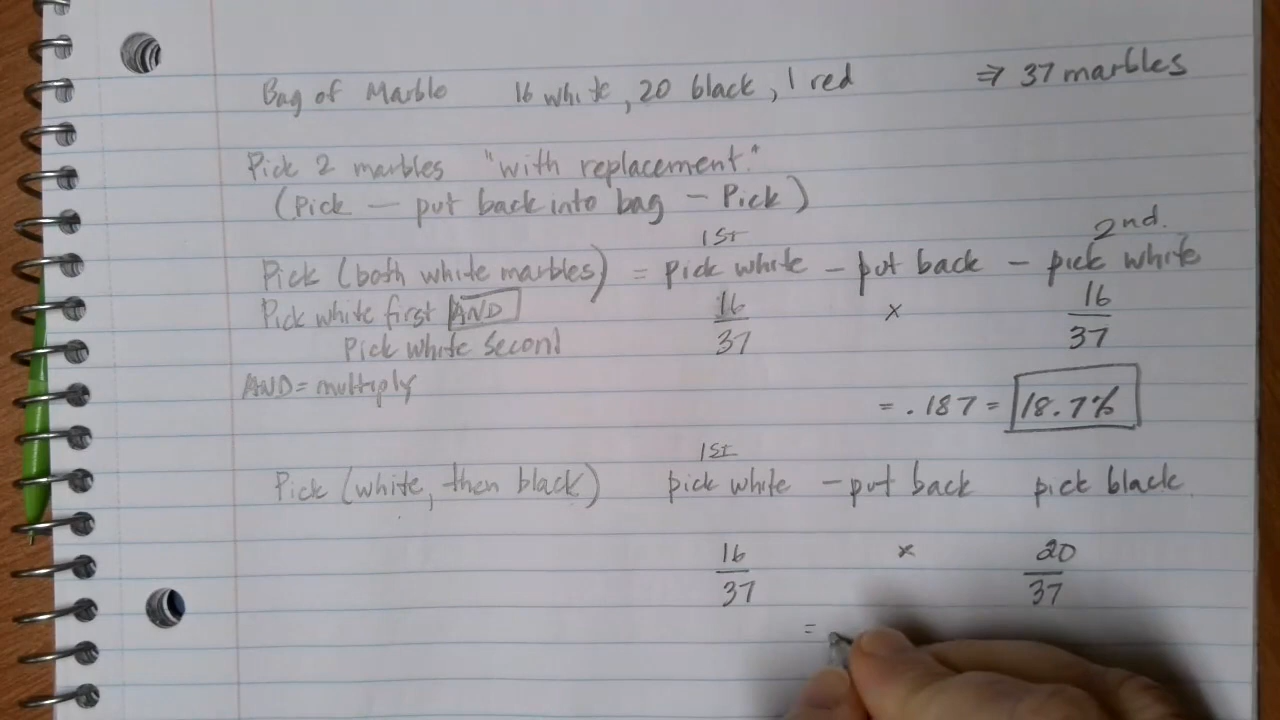 Bag of Marble 16 white, 20 black, 1 red ⇒ 37 marbles
Pick 2 marbles "with replacement."
(Pick — put back into bag — Pick)
1st 2nd.
Pick (both white marbles) = pick white — put back — pick white
Pick white first AND 16/37 × 16/37
Pick white second
AND = multiply
= .187 = 18.7%
1st
Pick (white, then black) pick white — put back pick black.
16/37 × 20/37
=